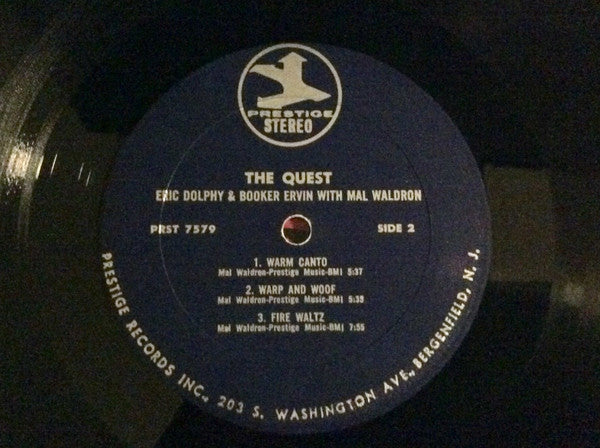 PRESTIGE
STEREO
THE QUEST
ERIC DOLPHY & BOOKER ERVIN WITH MAL WALDRON
PRST 7579
SIDE 2
1. WARM CANTO
Mal Waldron-Prestige Music-BMI 5:37
2. WARP AND WOOF
Mal Waldron-Prestige Music-BMI 5:35
3. FIRE WALTZ
Mal Waldron-Prestige Music-BMI 7:55
PRESTIGE RECORDS INC., 203 S. WASHINGTON AVE., BERGENFIELD, N. J.